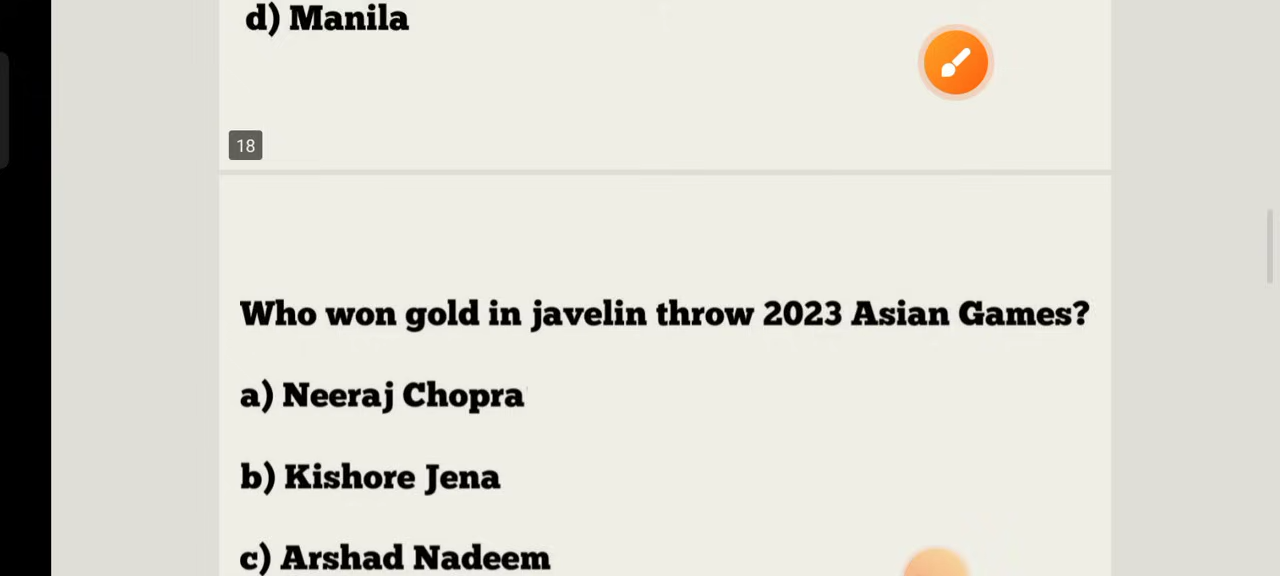 d) Manila
18
Who won gold in javelin throw 2023 Asian Games?
a) Neeraj Chopra
b) Kishore Jena
c) Arshad Nadeem